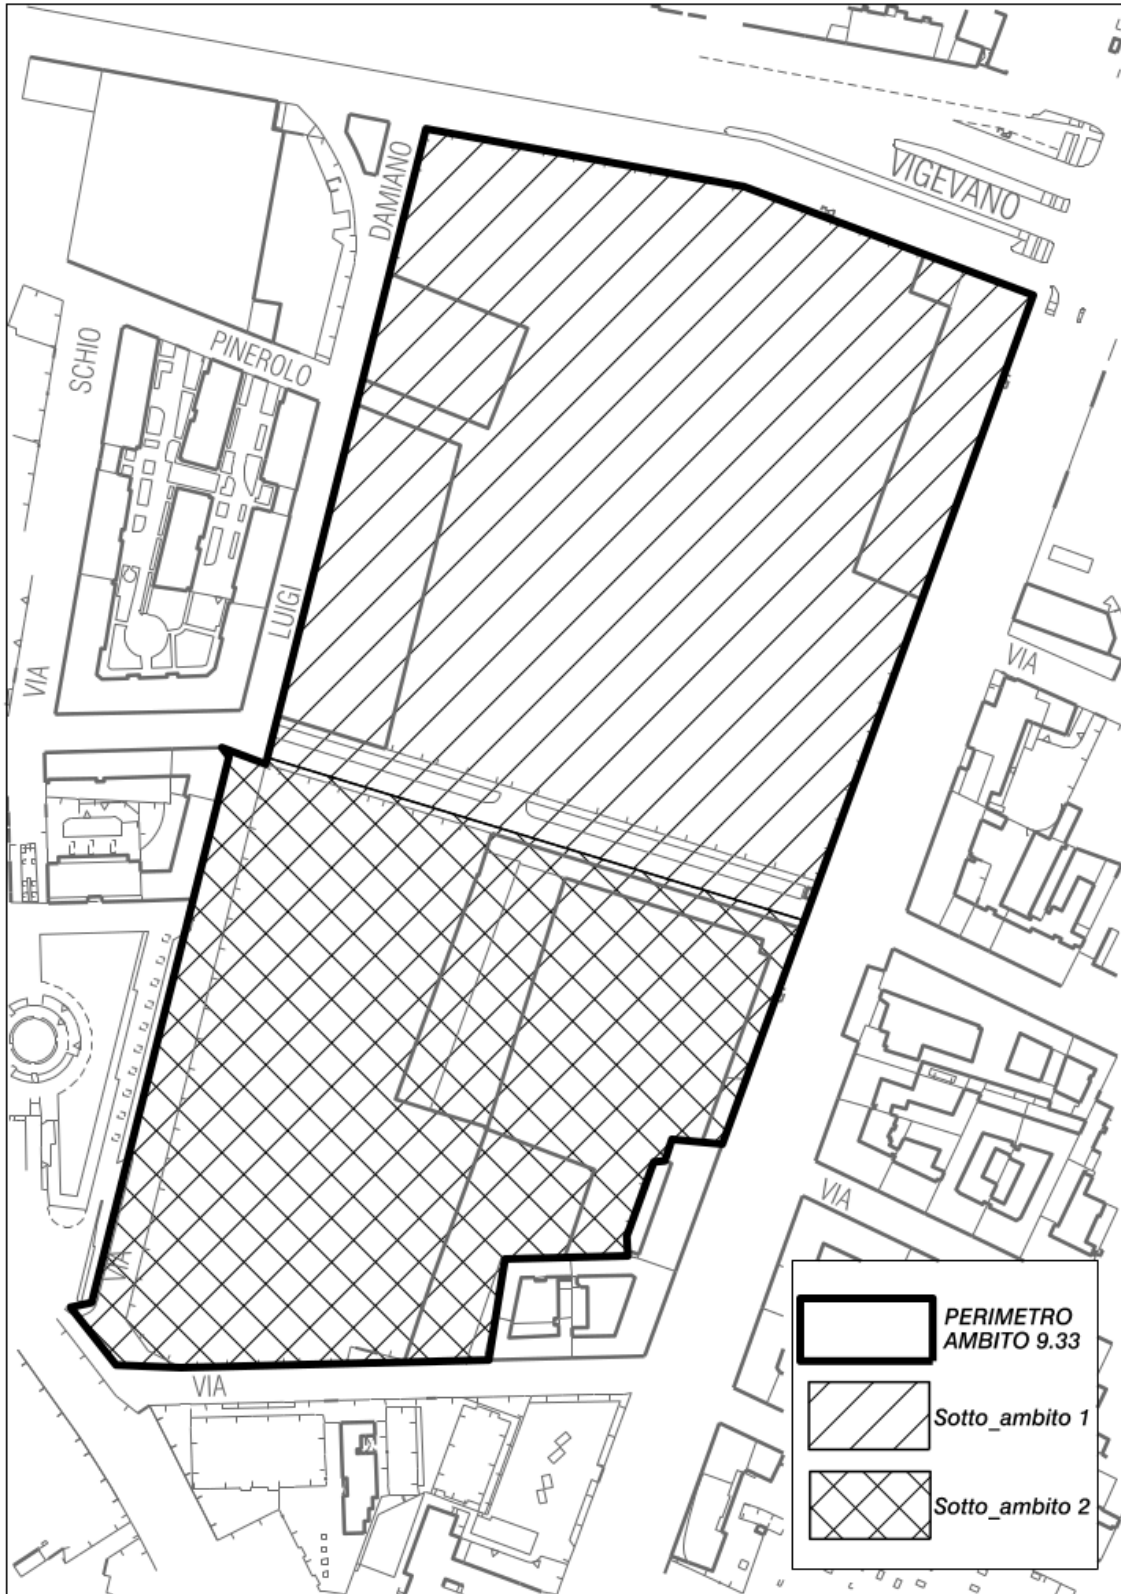 VIGEVANO
DAMIANO
PINEROLO
SCHIO
LUIGI
VIA
VIA
VIA
VIA
VIA
PERIMETRO
AMBITO 9.33
Sotto_ambito 1
Sotto_ambito 2